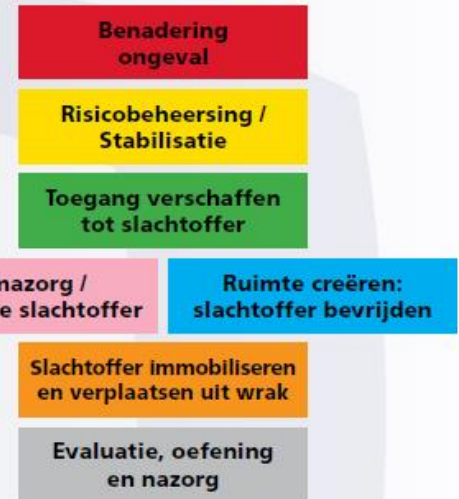 Benadering
ongeval
Risicobeheersing /
Stabilisatie
Toegang verschaffen
tot slachtoffer
nazorg /
e slachtoffer
Ruimte creëren:
slachtoffer bevrijden
Slachtoffer immobiliseren
en verplaatsen uit wrak
Evaluatie, oefening
en nazorg